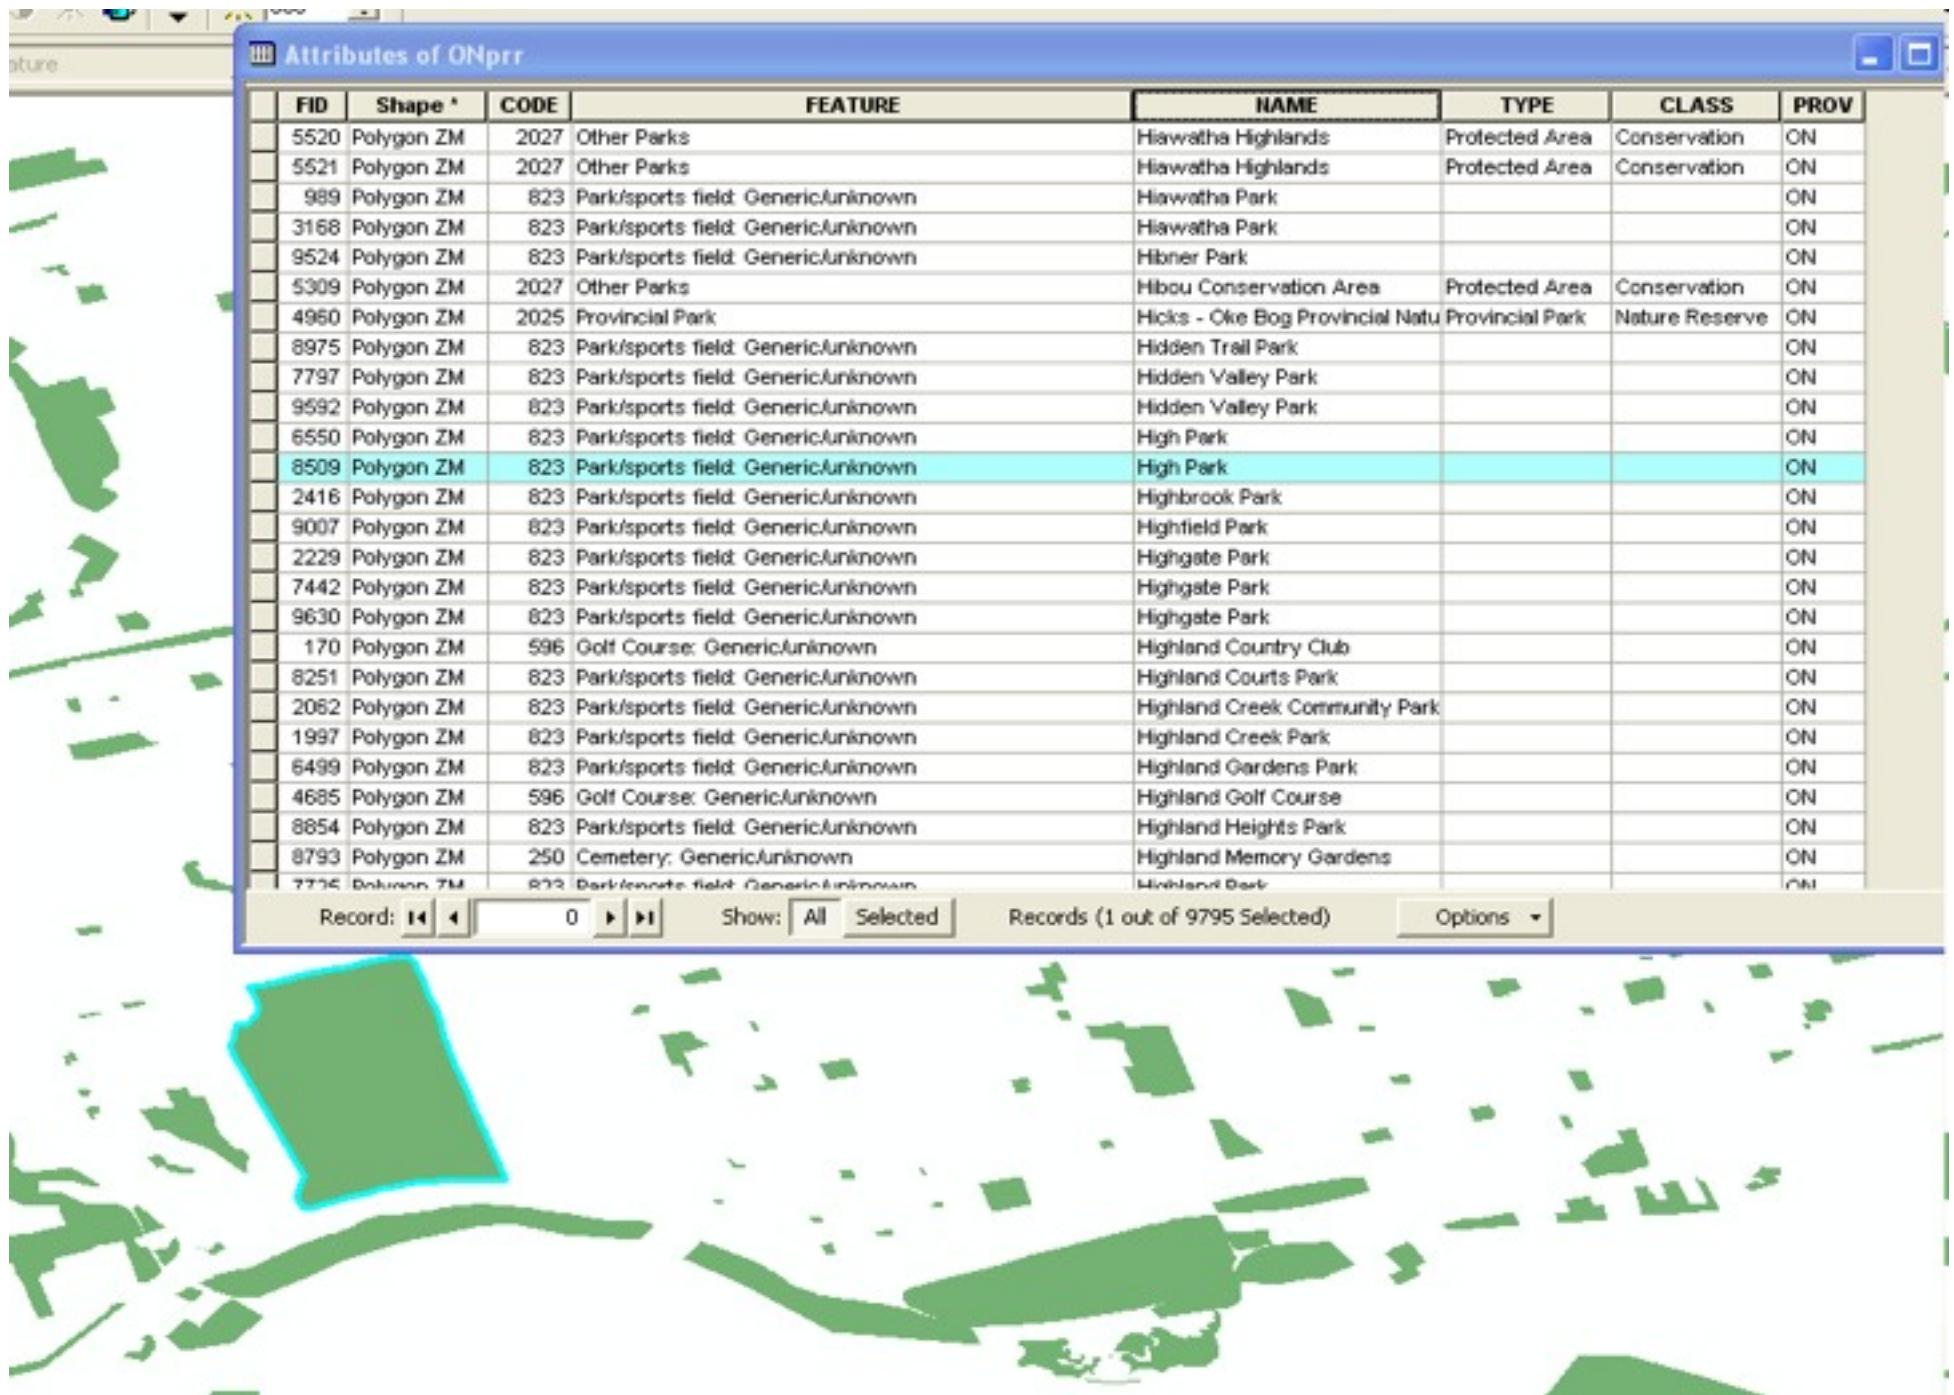 ature
Attributes of ONprr
FID Shape * CODE FEATURE NAME TYPE CLASS PROV
5520 Polygon ZM 2027 Other Parks Hiawatha Highlands Protected Area Conservation ON
5521 Polygon ZM 2027 Other Parks Hiawatha Highlands Protected Area Conservation ON
989 Polygon ZM 823 Park/sports field: Generic/unknown Hiawatha Park ON
3168 Polygon ZM 823 Park/sports field: Generic/unknown Hiawatha Park ON
9524 Polygon ZM 823 Park/sports field: Generic/unknown Hibner Park ON
5309 Polygon ZM 2027 Other Parks Hibou Conservation Area Protected Area Conservation ON
4960 Polygon ZM 2025 Provincial Park Hicks - Oke Bog Provincial Natu Provincial Park Nature Reserve ON
8975 Polygon ZM 823 Park/sports field: Generic/unknown Hidden Trail Park ON
7797 Polygon ZM 823 Park/sports field: Generic/unknown Hidden Valley Park ON
9592 Polygon ZM 823 Park/sports field: Generic/unknown Hidden Valley Park ON
6550 Polygon ZM 823 Park/sports field: Generic/unknown High Park ON
8509 Polygon ZM 823 Park/sports field: Generic/unknown High Park ON
2416 Polygon ZM 823 Park/sports field: Generic/unknown Highbrook Park ON
9007 Polygon ZM 823 Park/sports field: Generic/unknown Highfield Park ON
2229 Polygon ZM 823 Park/sports field: Generic/unknown Highgate Park ON
7442 Polygon ZM 823 Park/sports field: Generic/unknown Highgate Park ON
9630 Polygon ZM 823 Park/sports field: Generic/unknown Highgate Park ON
170 Polygon ZM 596 Golf Course: Generic/unknown Highland Country Club ON
8251 Polygon ZM 823 Park/sports field: Generic/unknown Highland Courts Park ON
2062 Polygon ZM 823 Park/sports field: Generic/unknown Highland Creek Community Park ON
1997 Polygon ZM 823 Park/sports field: Generic/unknown Highland Creek Park ON
6499 Polygon ZM 823 Park/sports field: Generic/unknown Highland Gardens Park ON
4685 Polygon ZM 596 Golf Course: Generic/unknown Highland Golf Course ON
8854 Polygon ZM 823 Park/sports field: Generic/unknown Highland Heights Park ON
8793 Polygon ZM 250 Cemetery: Generic/unknown Highland Memory Gardens ON
Polygon ZM 823 Park/sports field: Generic/unknown Highland Park ON
Record: 0 Show: All Selected Records (1 out of 9795 Selected) Options